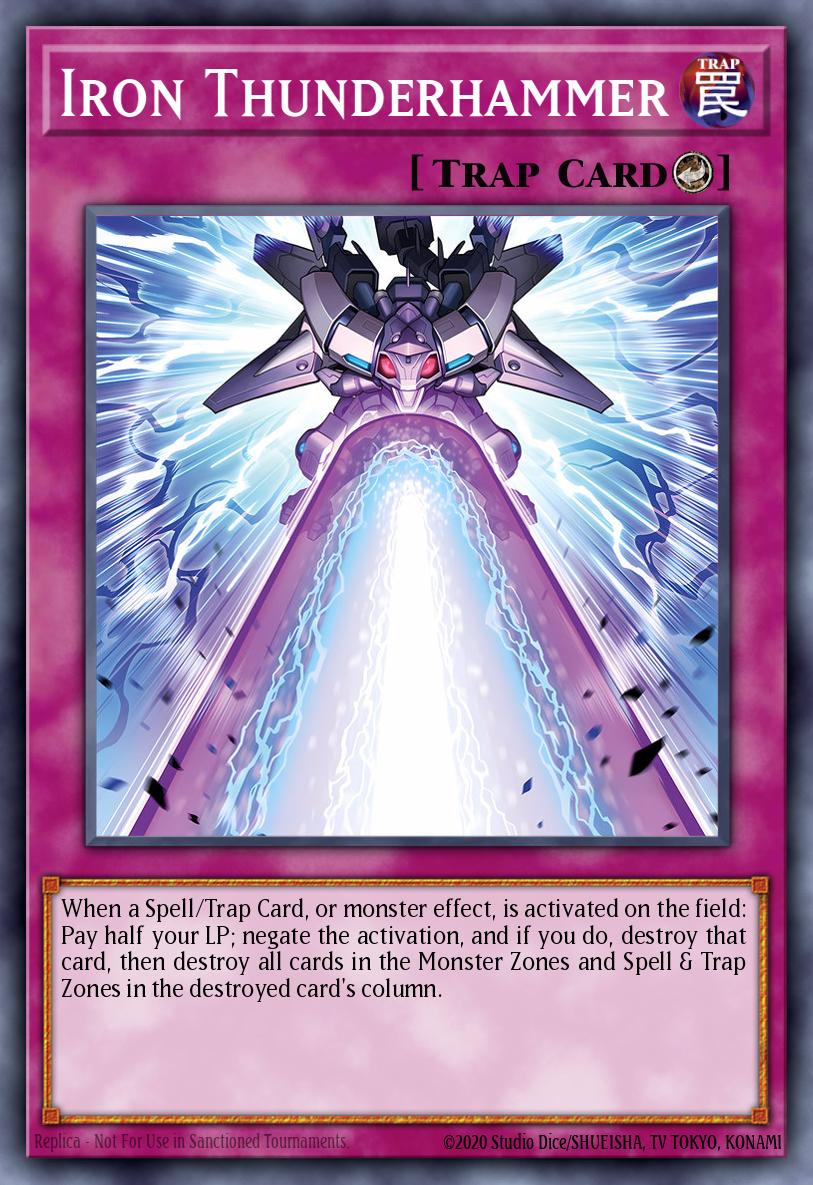 Iron Thunderhammer
TRAP
罠
[ Trap Card ]
When a Spell/Trap Card, or monster effect, is activated on the field:
Pay half your LP; negate the activation, and if you do, destroy that
card, then destroy all cards in the Monster Zones and Spell & Trap
Zones in the destroyed card's column.
Replica - Not For Use in Sanctioned Tournaments.
©2020 Studio Dice/SHUEISHA, TV TOKYO, KONAMI